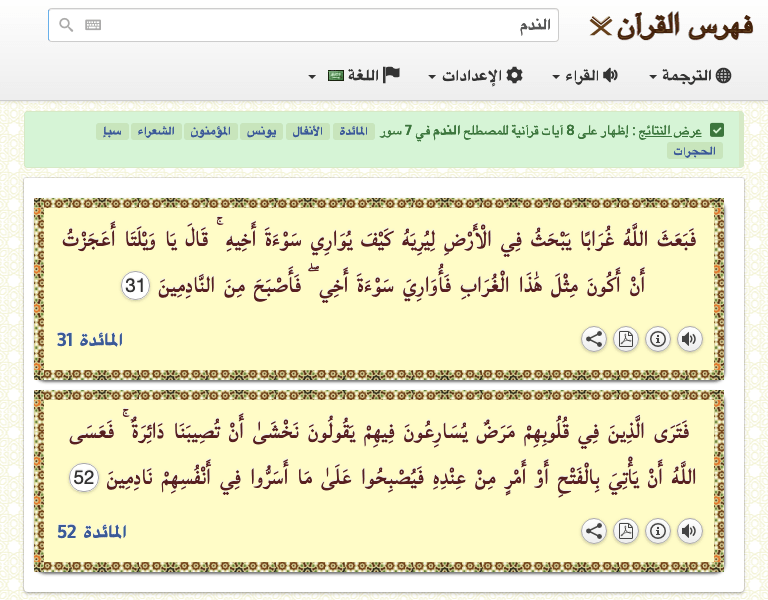 فهرس القرآن
الندم
الترجمة القراء الإعدادات اللغة
عرض النتائج : إظهار على 8 آيات قرآنية للمصطلح الندم في 7 سور المائدة الأنفال يونس المؤمنون الشعراء سبإ
الحجرات
فَبَعَثَ اللَّهُ غُرَابًا يَبْحَثُ فِي الْأَرْضِ لِيُرِيَهُ كَيْفَ يُوَارِي سَوْءَةَ أَخِيهِ ۚ قَالَ يَا وَيْلَتَا أَعَجَزْتُ
أَنْ أَكُونَ مِثْلَ هَٰذَا الْغُرَابِ فَأُوَارِيَ سَوْءَةَ أَخِي ۖ فَأَصْبَحَ مِنَ النَّادِمِينَ 31
المائدة 31
فَتَرَى الَّذِينَ فِي قُلُوبِهِمْ مَرَضٌ يُسَارِعُونَ فِيهِمْ يَقُولُونَ نَخْشَىٰ أَنْ تُصِيبَنَا دَائِرَةٌ ۚ فَعَسَى
اللَّهُ أَنْ يَأْتِيَ بِالْفَتْحِ أَوْ أَمْرٍ مِنْ عِنْدِهِ فَيُصْبِحُوا عَلَىٰ مَا أَسَرُّوا فِي أَنْفُسِهِمْ نَادِمِينَ 52
المائدة 52